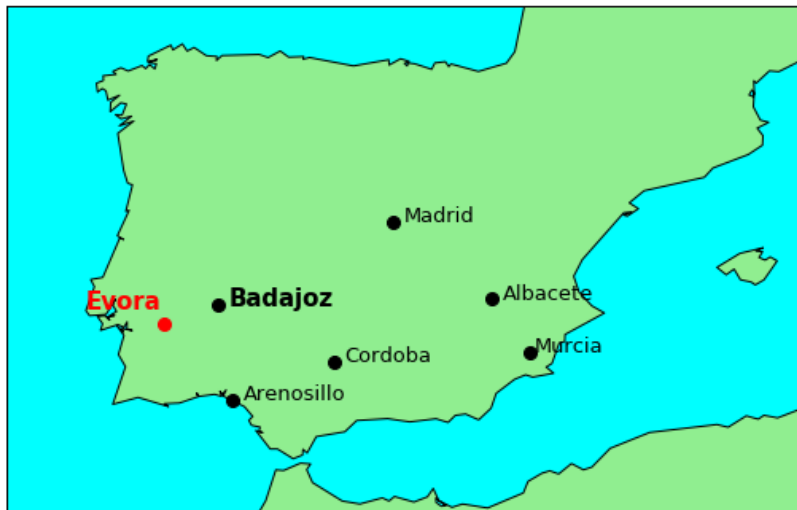 Madrid
Evora
Badajoz
Albacete
Cordoba
Murcia
Arenosillo